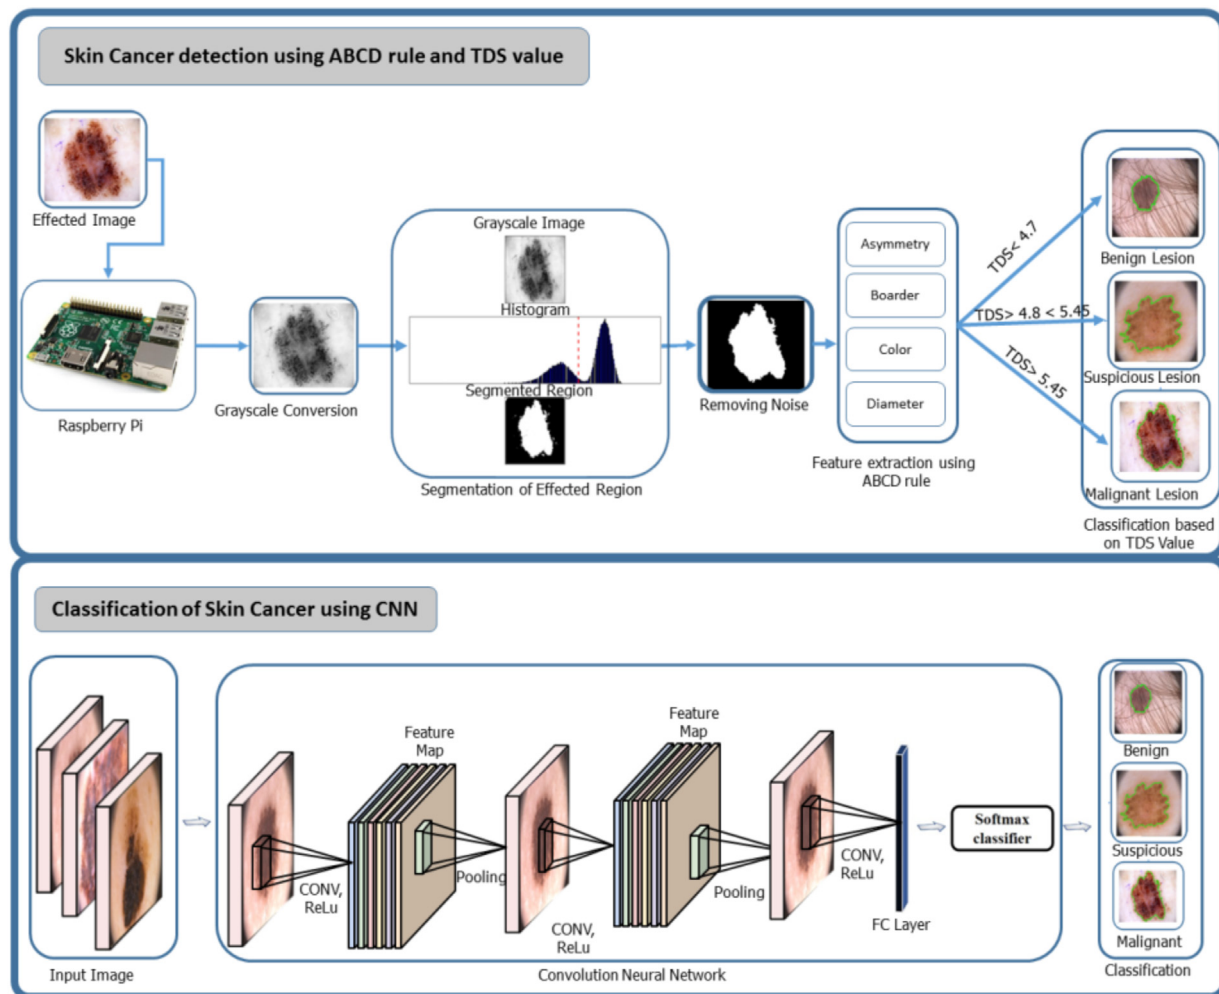 Skin Cancer detection using ABCD rule and TDS value
Effected Image
Raspberry Pi
Grayscale Conversion
Grayscale Image
Histogram
Segmented Region
Segmentation of Effected Region
Removing Noise
Asymmetry
Boarder
Color
Diameter
Feature extraction using
ABCD rule
TDS< 4.7
TDS> 4.8 < 5.45
TDS> 5.45
Benign Lesion
Suspicious Lesion
Malignant Lesion
Classification based
on TDS Value
Classification of Skin Cancer using CNN
Input Image
CONV,
ReLu
Feature
Map
Pooling
CONV,
ReLu
Feature
Map
Pooling
CONV,
ReLu
FC Layer
Convolution Neural Network
Softmax
classifier
Benign
Suspicious
Malignant
Classification